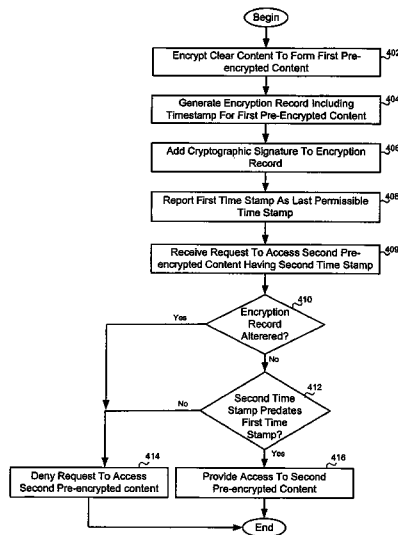 Begin
402
Encrypt Clear Content To Form First Pre-
encrypted Content
404
Generate Encryption Record Including
Timestamp For First Pre-Encrypted Content
406
Add Cryptographic Signature To Encryption
Record
408
Report First Time Stamp As Last Permissible
Time Stamp
409
Receive Request To Access Second Pre-
encrypted Content Having Second Time Stamp
410
Encryption
Record
Alterered?
Yes
No
412
Second Time
Stamp Predates
First Time
Stamp?
No
Yes
414
Deny Request To Access
Second Pre-encrypted content
416
Provide Access To Second
Pre-encrypted Content
End